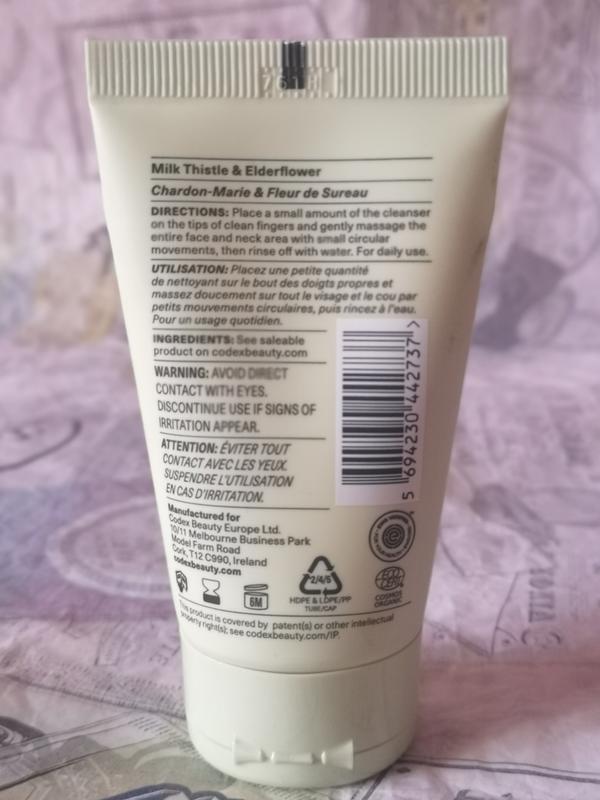 Milk Thistle & Elderflower
Chardon-Marie & Fleur de Sureau
DIRECTIONS: Place a small amount of the cleanser
on the tips of clean fingers and gently massage the
entire face and neck area with small circular
movements, then rinse off with water. For daily use.
UTILISATION: Placez une petite quantité
de nettoyant sur le bout des doigts propres et
massez doucement sur tout le visage et le cou par
petits mouvements circulaires, puis rincez à l'eau.
Pour un usage quotidien.
INGREDIENTS: See saleable
product on codexbeauty.com
WARNING: AVOID DIRECT
CONTACT WITH EYES.
DISCONTINUE USE IF SIGNS OF
IRRITATION APPEAR.
ATTENTION: ÉVITER TOUT
CONTACT AVEC LES YEUX.
SUSPENDRE L'UTILISATION
EN CAS D'IRRITATION.
5 694230 442737 >
Manufactured for
Codex Beauty Europe Ltd.
10/11 Melbourne Business Park
Model Farm Road
Cork, T12 C990, Ireland
codexbeauty.com
6M
2/4/5
HDPE & LDPE/PP
TUBE/CAP
ECO
CERT
COSMOS
ORGANIC
This product is covered by patent(s) or other intellectual
property right(s); see codexbeauty.com/IP.